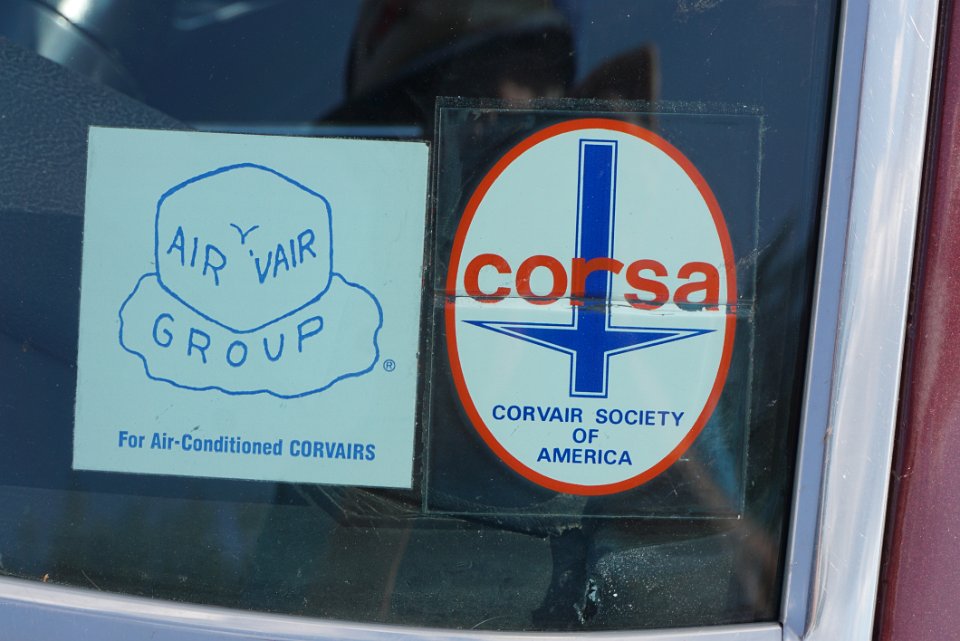 AIR VAIR
GROUP
®
For Air-Conditioned CORVAIRS
corsa
CORVAIR SOCIETY
OF
AMERICA